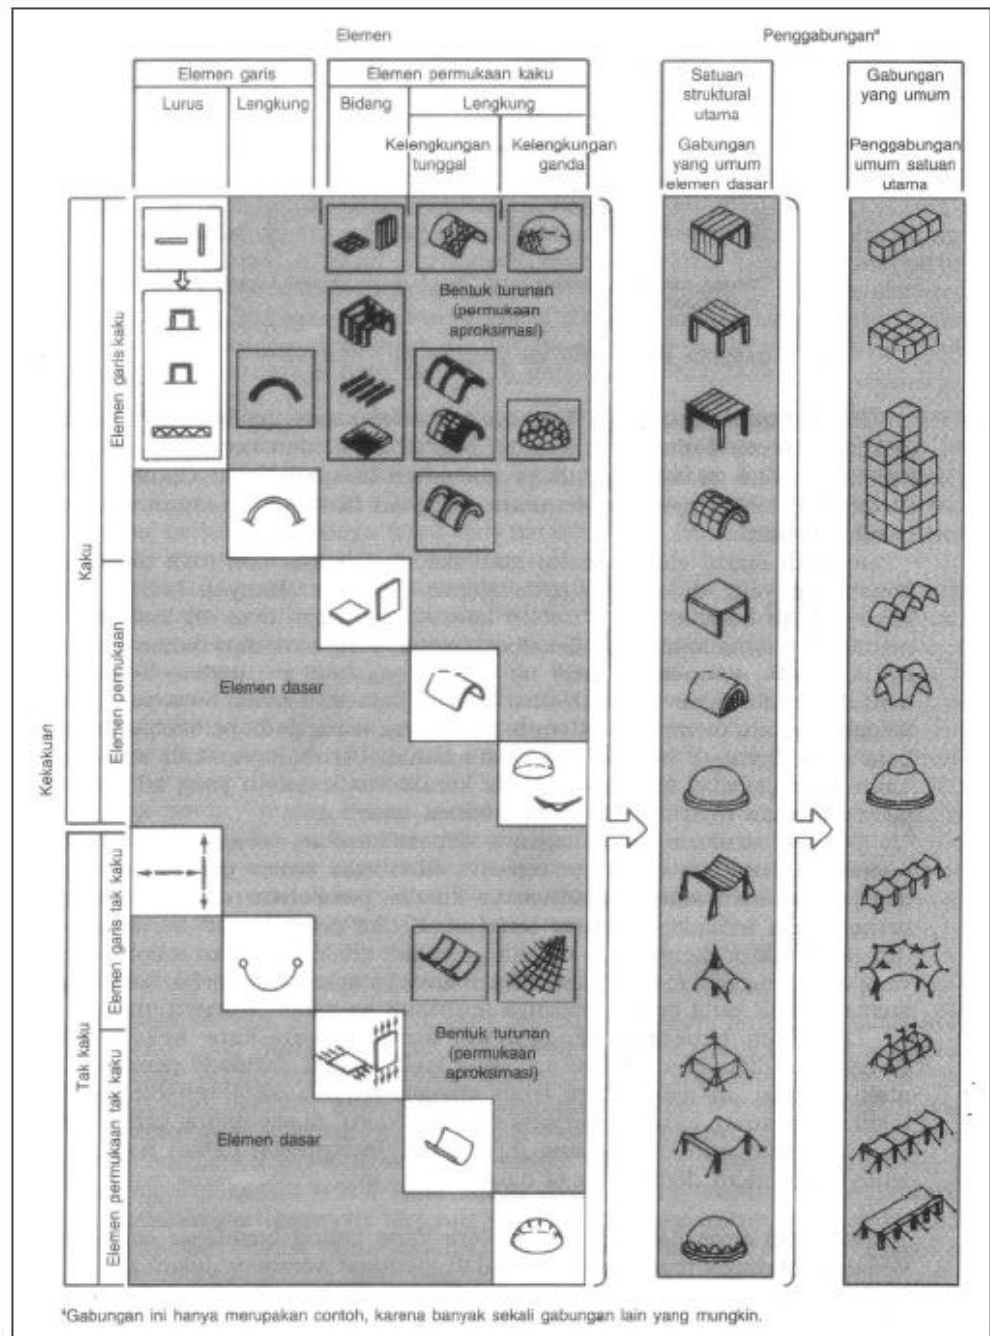 Elemen
Penggabunganª
Elemen garis
Elemen permukaan kaku
Lurus
Lengkung
Bidang
Lengkung
Kelengkungan
tunggal
Kelengkungan
ganda
Satuan
struktural
utama
Gabungan
yang umum
elemen dasar
Gabungan
yang umum
Penggabungan
umum satuan
utama
Kekakuan
Kaku
Elemen garis kaku
Bentuk turunan
(permukaan
aproksimasi)
Elemen permukaan
Elemen dasar
Tak kaku
Elemen garis tak kaku
Elemen permukaan tak kaku
Bentuk turunan
(permukaan
aproksimasi)
Elemen dasar
ªGabungan ini hanya merupakan contoh, karena banyak sekali gabungan lain yang mungkin.